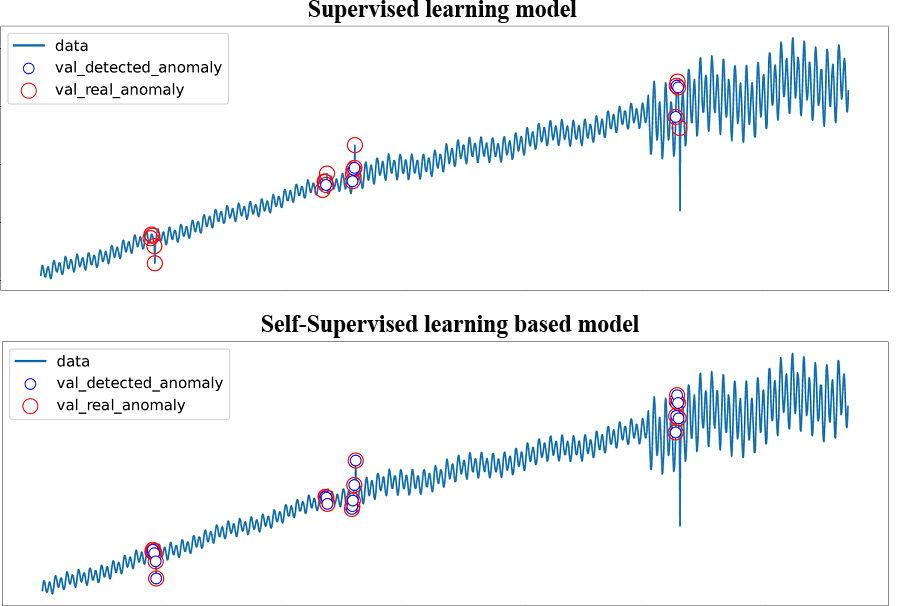 Supervised learning model
data
val_detected_anomaly
val_real_anomaly
Self-Supervised learning based model
data
val_detected_anomaly
val_real_anomaly